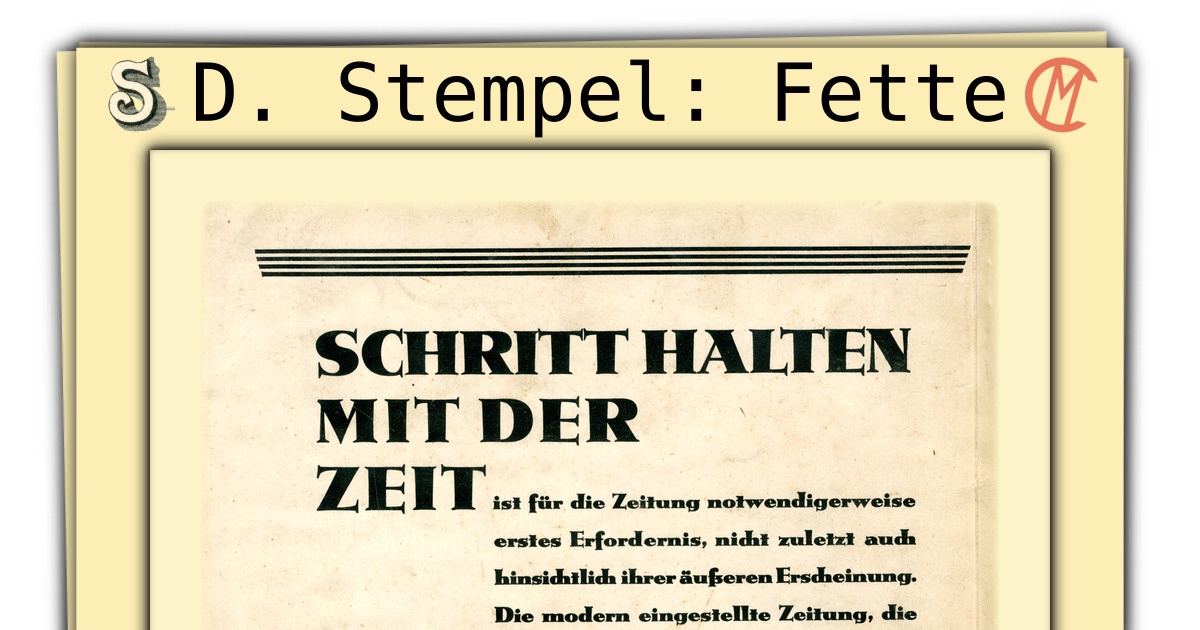 D. Stempel: Fette
SCHRITT HALTEN
MIT DER
ZEIT ist für die Zeitung notwendigerweise
erstes Erfordernis, nicht zuletzt auch
hinsichtlich ihrer äußeren Erscheinung.
Die modern eingestellte Zeitung, die